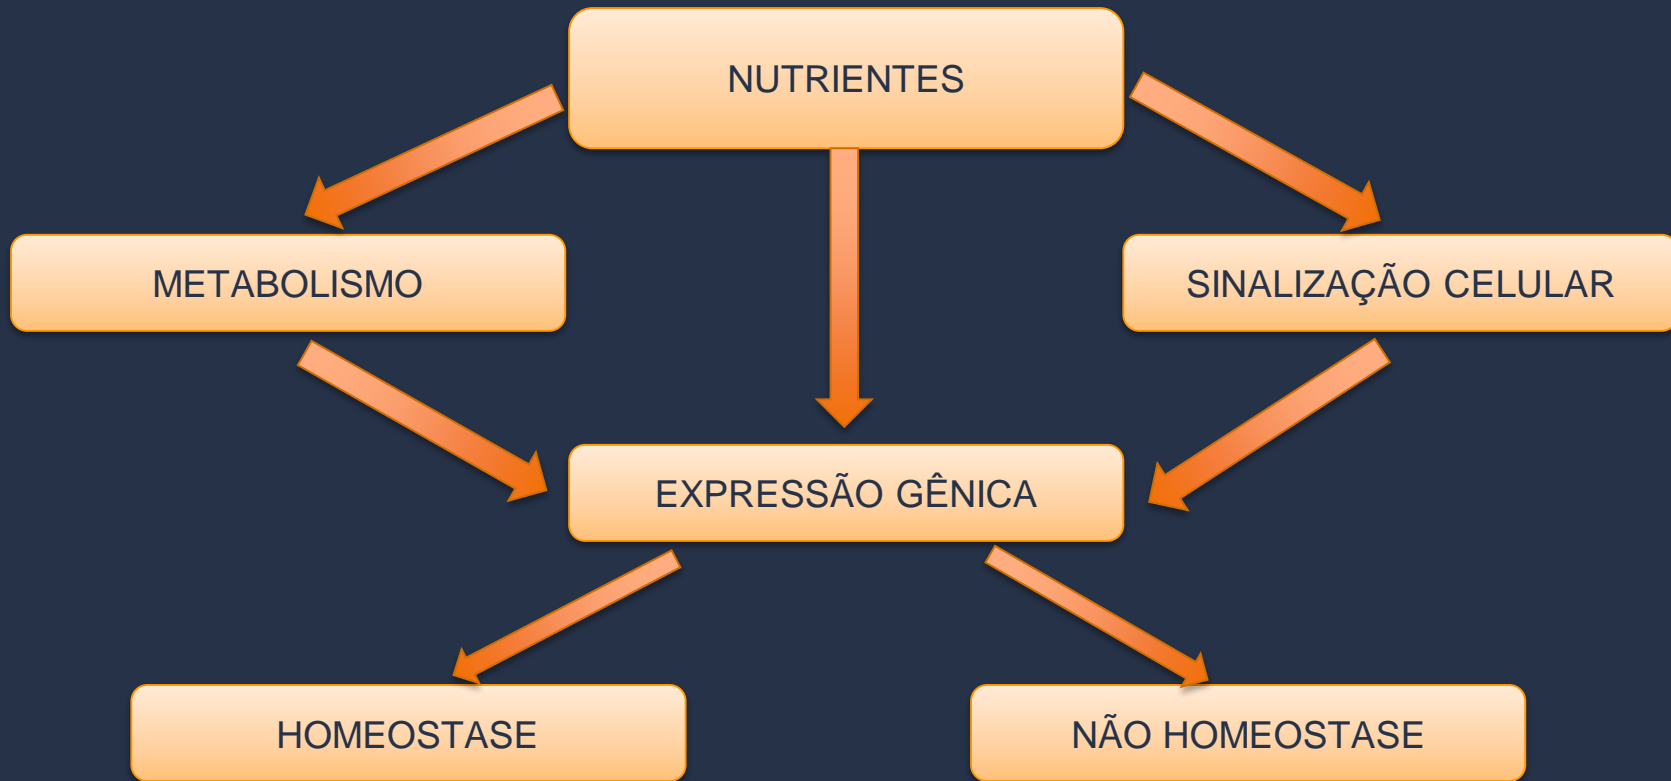 NUTRIENTES
METABOLISMO
SINALIZAÇÃO CELULAR
EXPRESSÃO GÊNICA
HOMEOSTASE
NÃO HOMEOSTASE